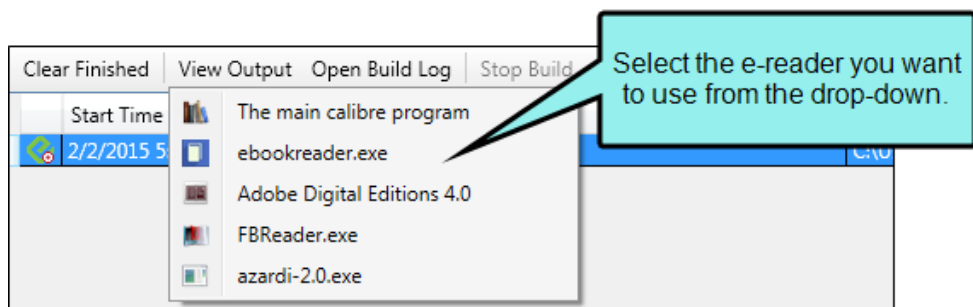 Select the e-reader you want
to use from the drop-down.
Clear Finished View Output Open Build Log Stop Build
Start Time
The main calibre program
2/2/2015 5:
ebookreader.exe
C:\U
Adobe Digital Editions 4.0
FBReader.exe
azardi-2.0.exe